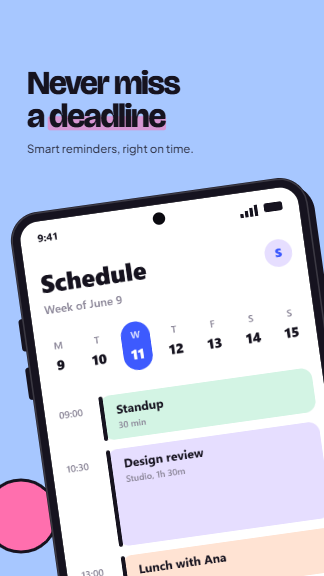 Never miss
a deadline
Smart reminders, right on time.
9:41
Schedule
S
Week of June 9
M T W T F S S
9 10 11 12 13 14 15
09:00
Standup
30 min
10:30
Design review
Studio, 1h 30m
13:00
Lunch with Ana